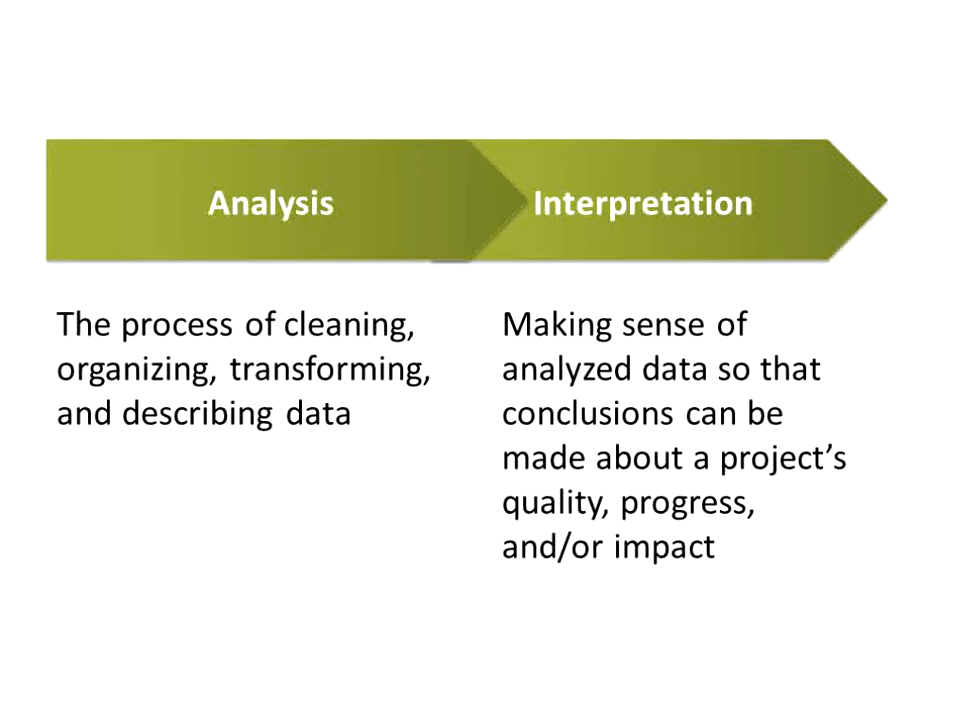 Analysis
Interpretation
The process of cleaning,
organizing, transforming,
and describing data
Making sense of
analyzed data so that
conclusions can be
made about a project’s
quality, progress,
and/or impact